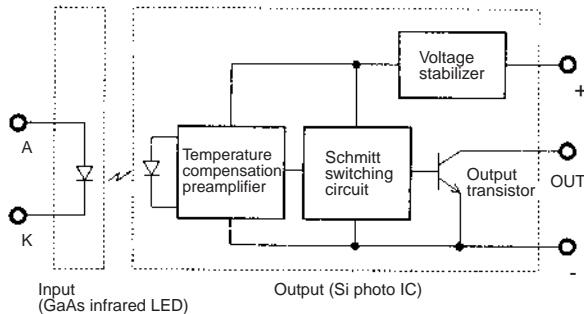 Voltage
stabilizer
+
A
Temperature
compensation
preamplifier
Schmitt
switching
circuit
Output
transistor
OUT
K
-
Input
(GaAs infrared LED)
Output (Si photo IC)